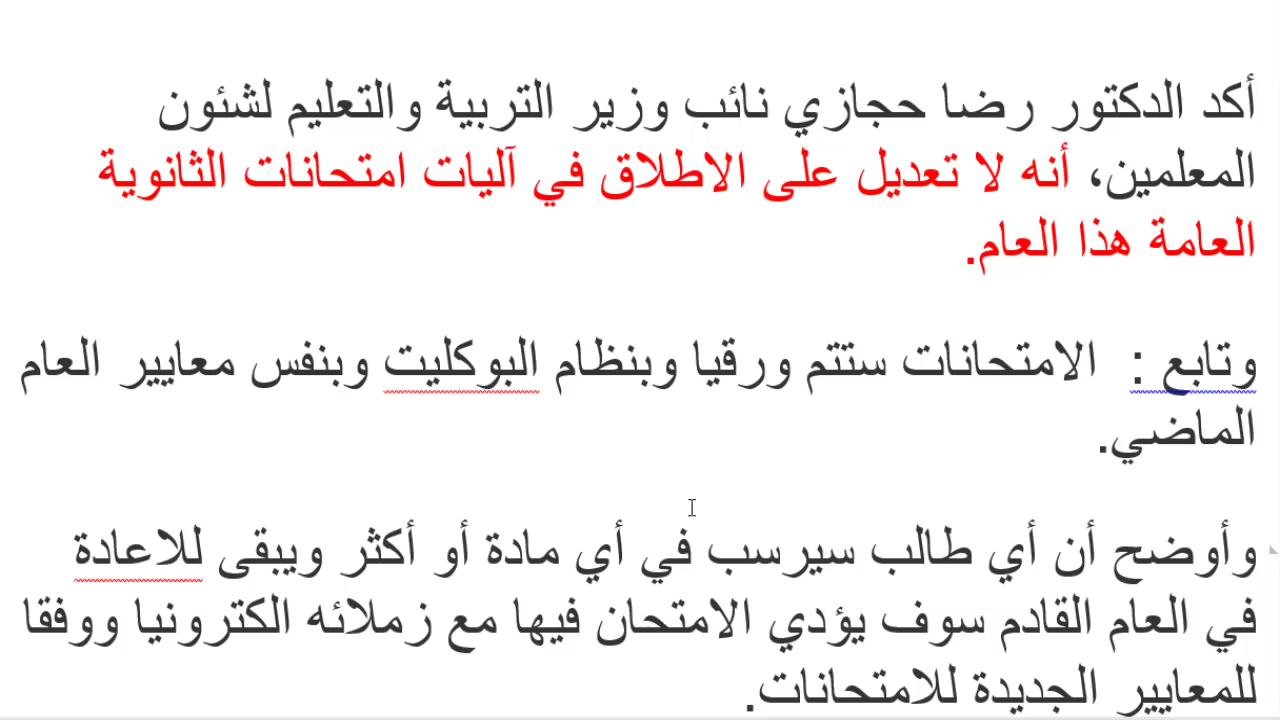 أكد الدكتور رضا حجازي نائب وزير التربية والتعليم لشئون
المعلمين، أنه لا تعديل على الاطلاق في آليات امتحانات الثانوية
العامة هذا العام.
وتابع : الامتحانات ستتم ورقيا وبنظام البوكليت وبنفس معايير العام
الماضي.
وأوضح أن أي طالب سيرسب في أي مادة أو أكثر ويبقى للاعادة
في العام القادم سوف يؤدي الامتحان فيها مع زملائه الكترونيا ووفقا
للمعايير الجديدة للامتحانات.